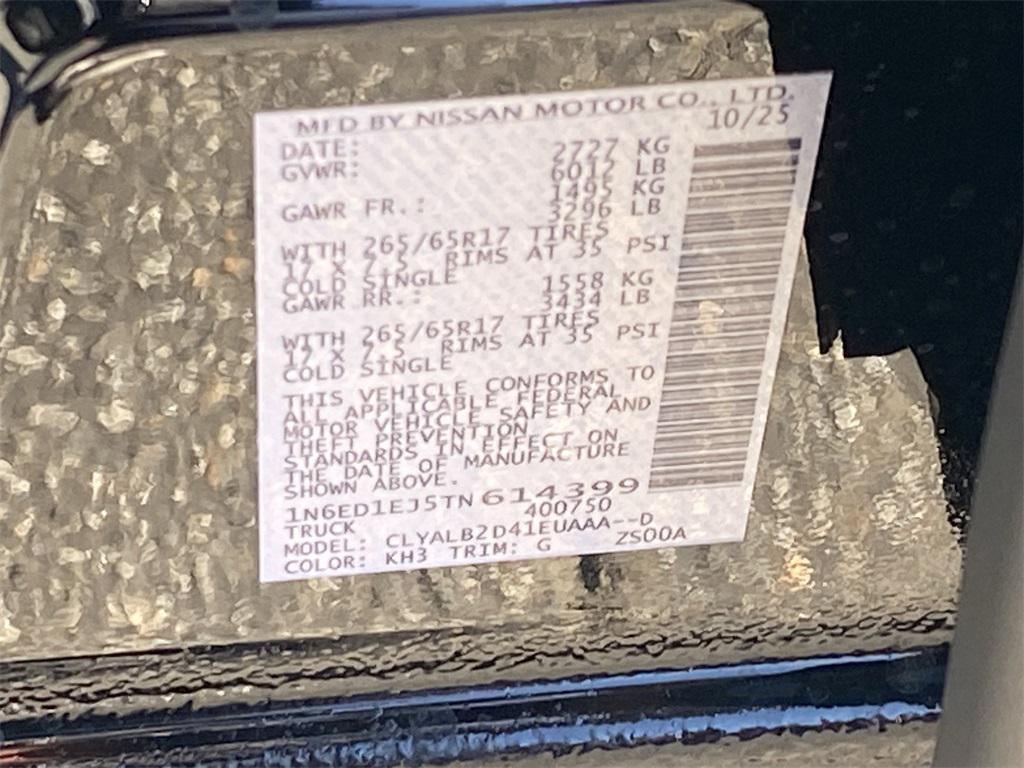 MFD BY NISSAN MOTOR CO., LTD.
DATE: 10/25
GVWR: 2727 KG
6012 LB
GAWR FR.: 1495 KG
3296 LB
WITH 265/65R17 TIRES
17 X 7.5 RIMS AT 35 PSI
COLD SINGLE
GAWR RR.: 1558 KG
3434 LB
WITH 265/65R17 TIRES
17 X 7.5 RIMS AT 35 PSI
COLD SINGLE
THIS VEHICLE CONFORMS TO
ALL APPLICABLE FEDERAL
MOTOR VEHICLE SAFETY AND
THEFT PREVENTION
STANDARDS IN EFFECT ON
THE DATE OF MANUFACTURE
SHOWN ABOVE.
1N6ED1EJ5TN614399
TRUCK 400750
MODEL: CLYALB2D41EUAAA--D
COLOR: KH3 TRIM: G ZS00A